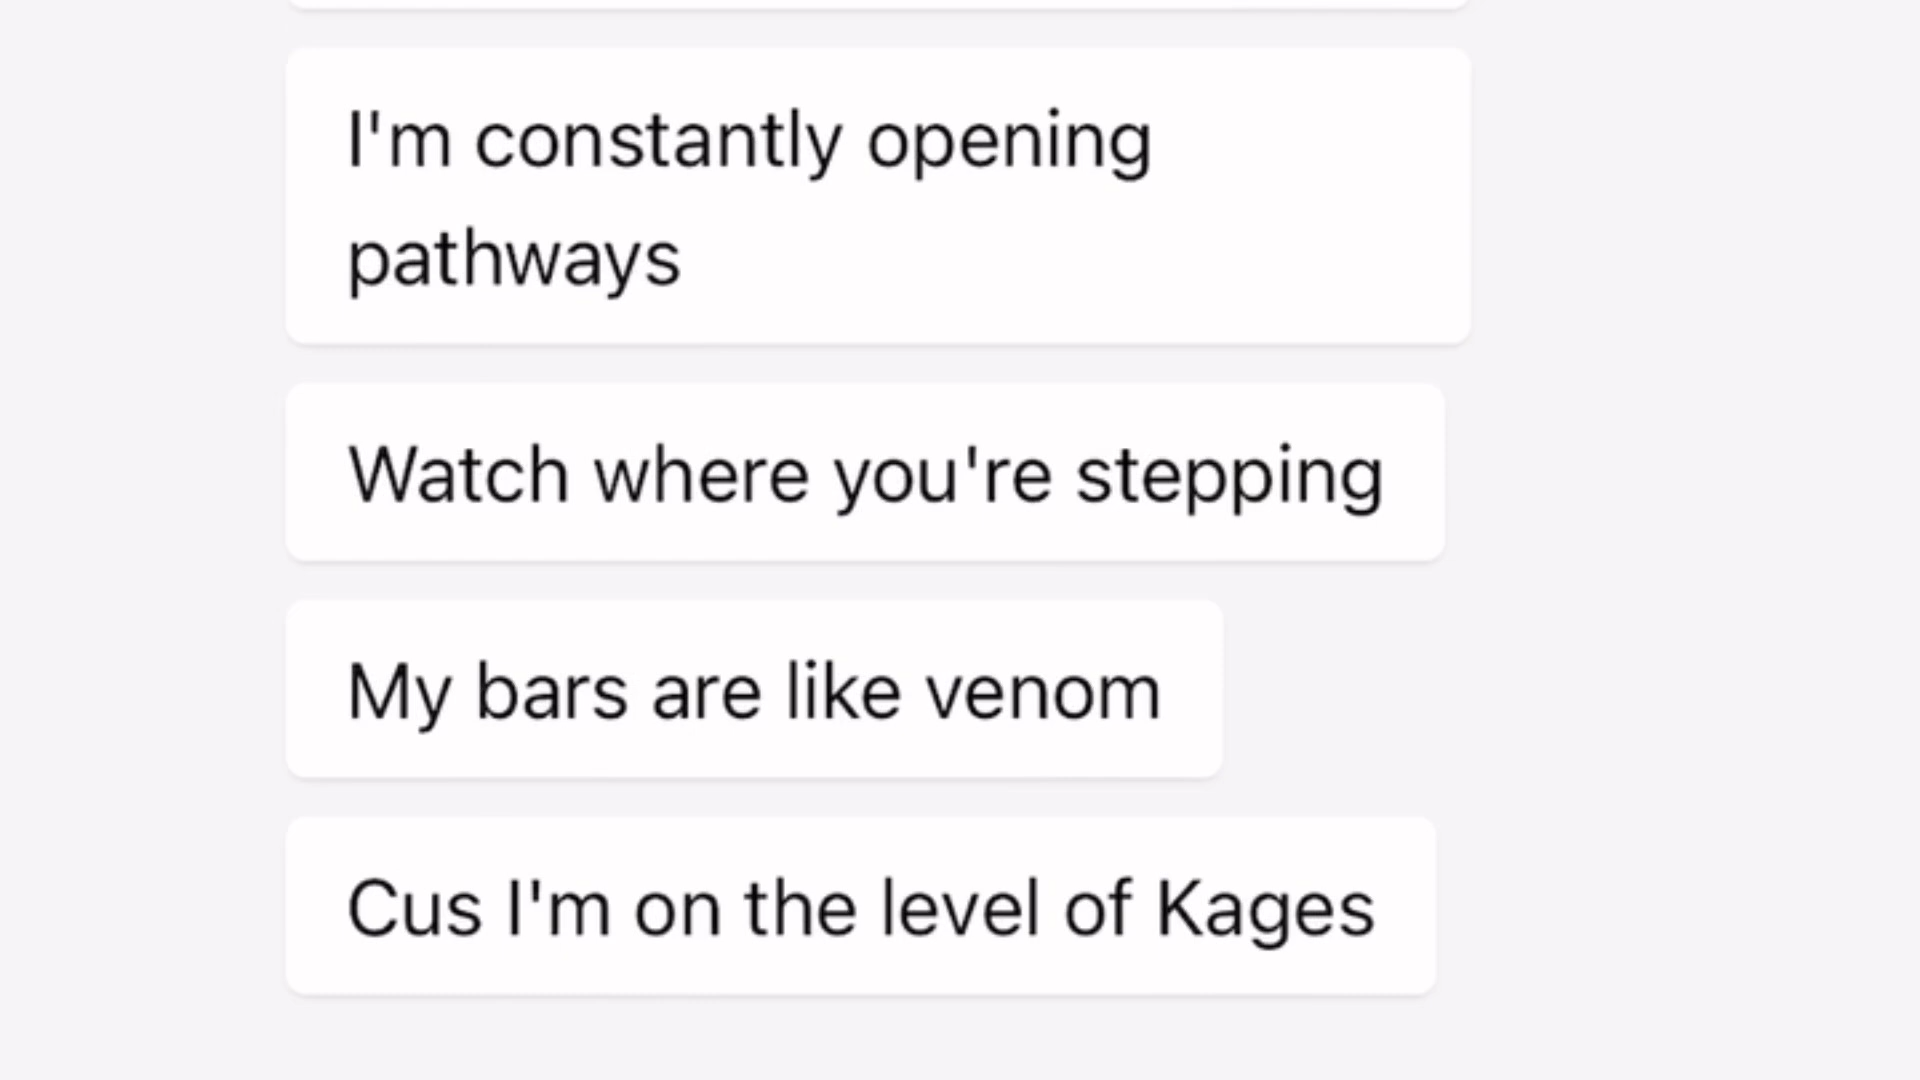 I'm constantly opening
pathways
Watch where you're stepping
My bars are like venom
Cus I'm on the level of Kages